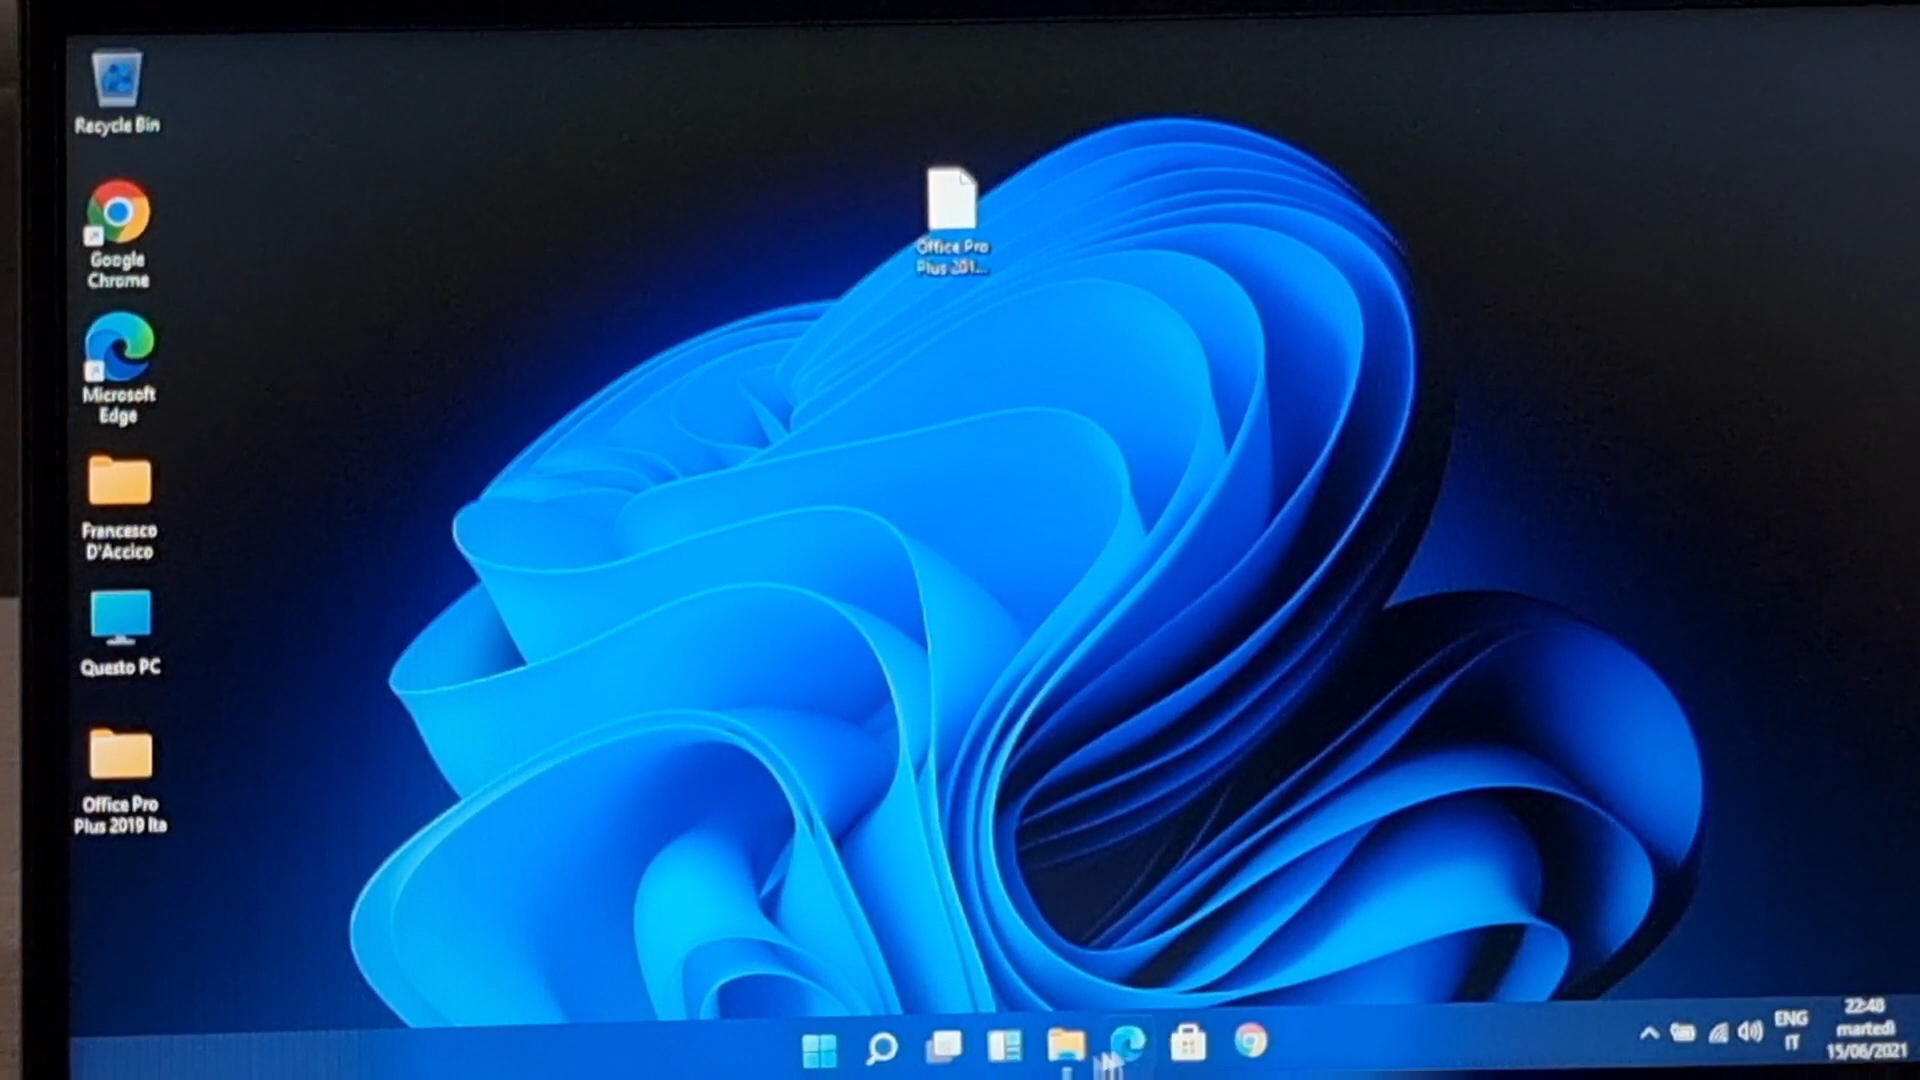 Recycle Bin
Google
Chrome
Microsoft
Edge
Francesco
D'Accico
Questo PC
Office Pro
Plus 2019 Ita
Office Pro
Plus 201...
ENG
IT
22:48
martedì
15/06/2021